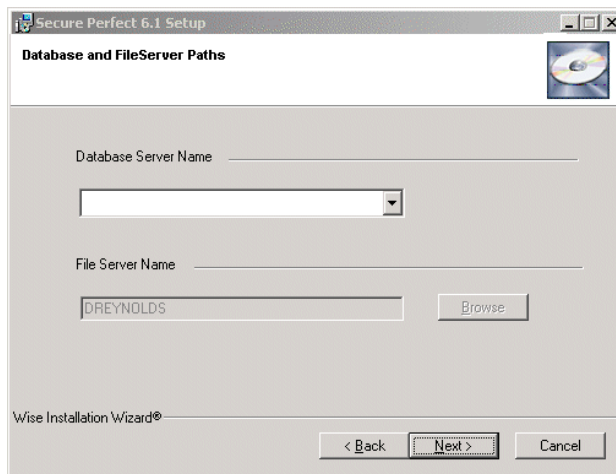 Secure Perfect 6.1 Setup
Database and FileServer Paths
Database Server Name
File Server Name
DREYNOLDS
Browse
Wise Installation Wizard®
< Back
Next >
Cancel